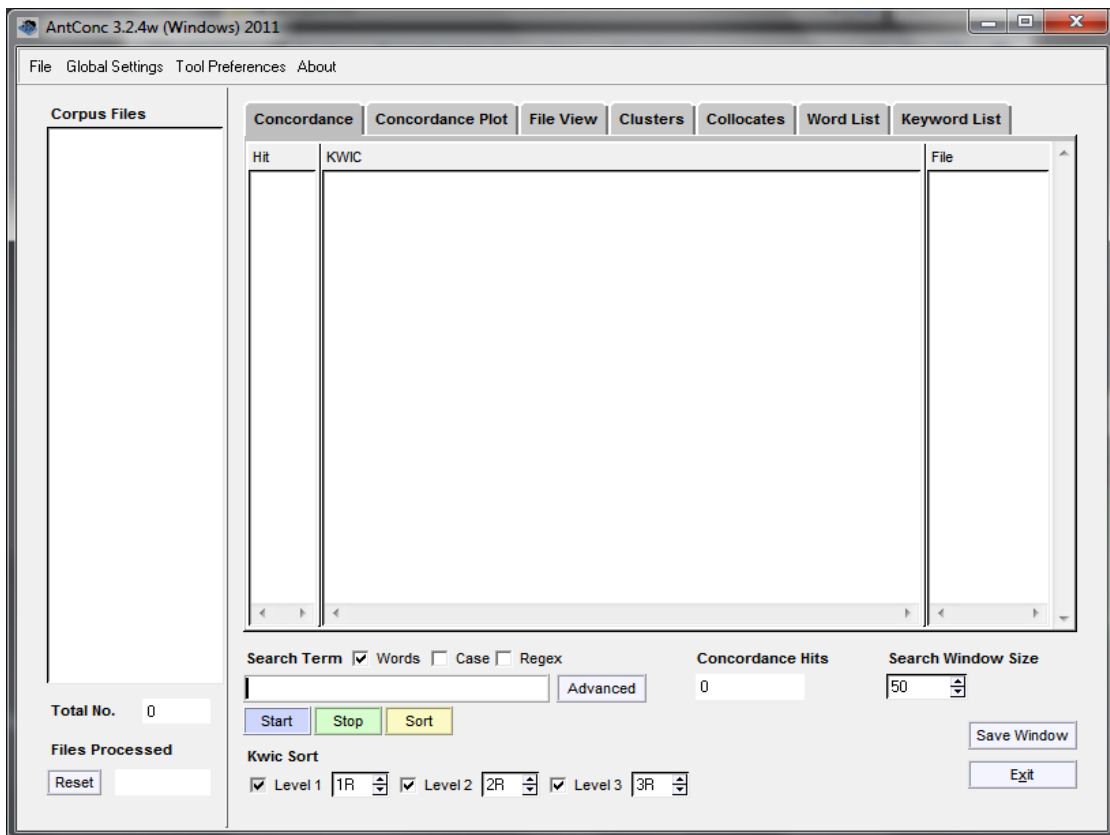 AntConc 3.2.4w (Windows) 2011
File Global Settings Tool Preferences About
Corpus Files
Concordance Concordance Plot File View Clusters Collocates Word List Keyword List
Hit KWIC File
Search Term Words Case Regex Concordance Hits Search Window Size
Advanced 0 50
Total No. 0
Start Stop Sort
Save Window
Files Processed
Kwic Sort
Reset Level 1 1R Level 2 2R Level 3 3R Exit